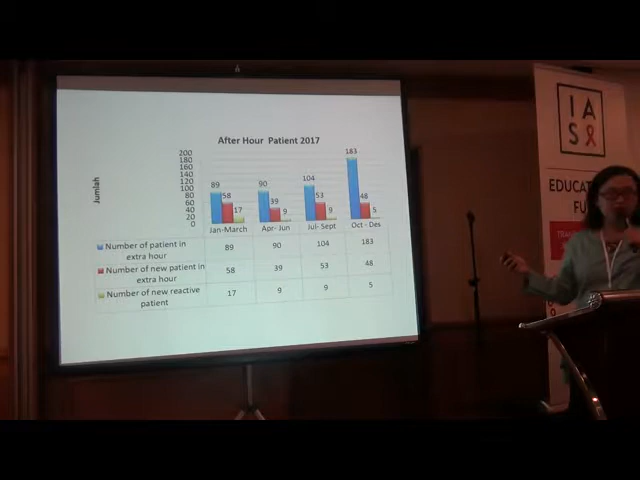 After Hour Patient 2017
Jumlah
200
180
160
140
120
100
80
60
40
20
0
89
58
17
90
39
9
104
53
9
183
48
5
Jan-March
Apr- Jun
Jul- Sept
Oct - Des
Number of patient in extra hour
89
90
104
183
Number of new patient in extra hour
58
39
53
48
Number of new reactive patient
17
9
9
5
IAS
EDUCAT
FU